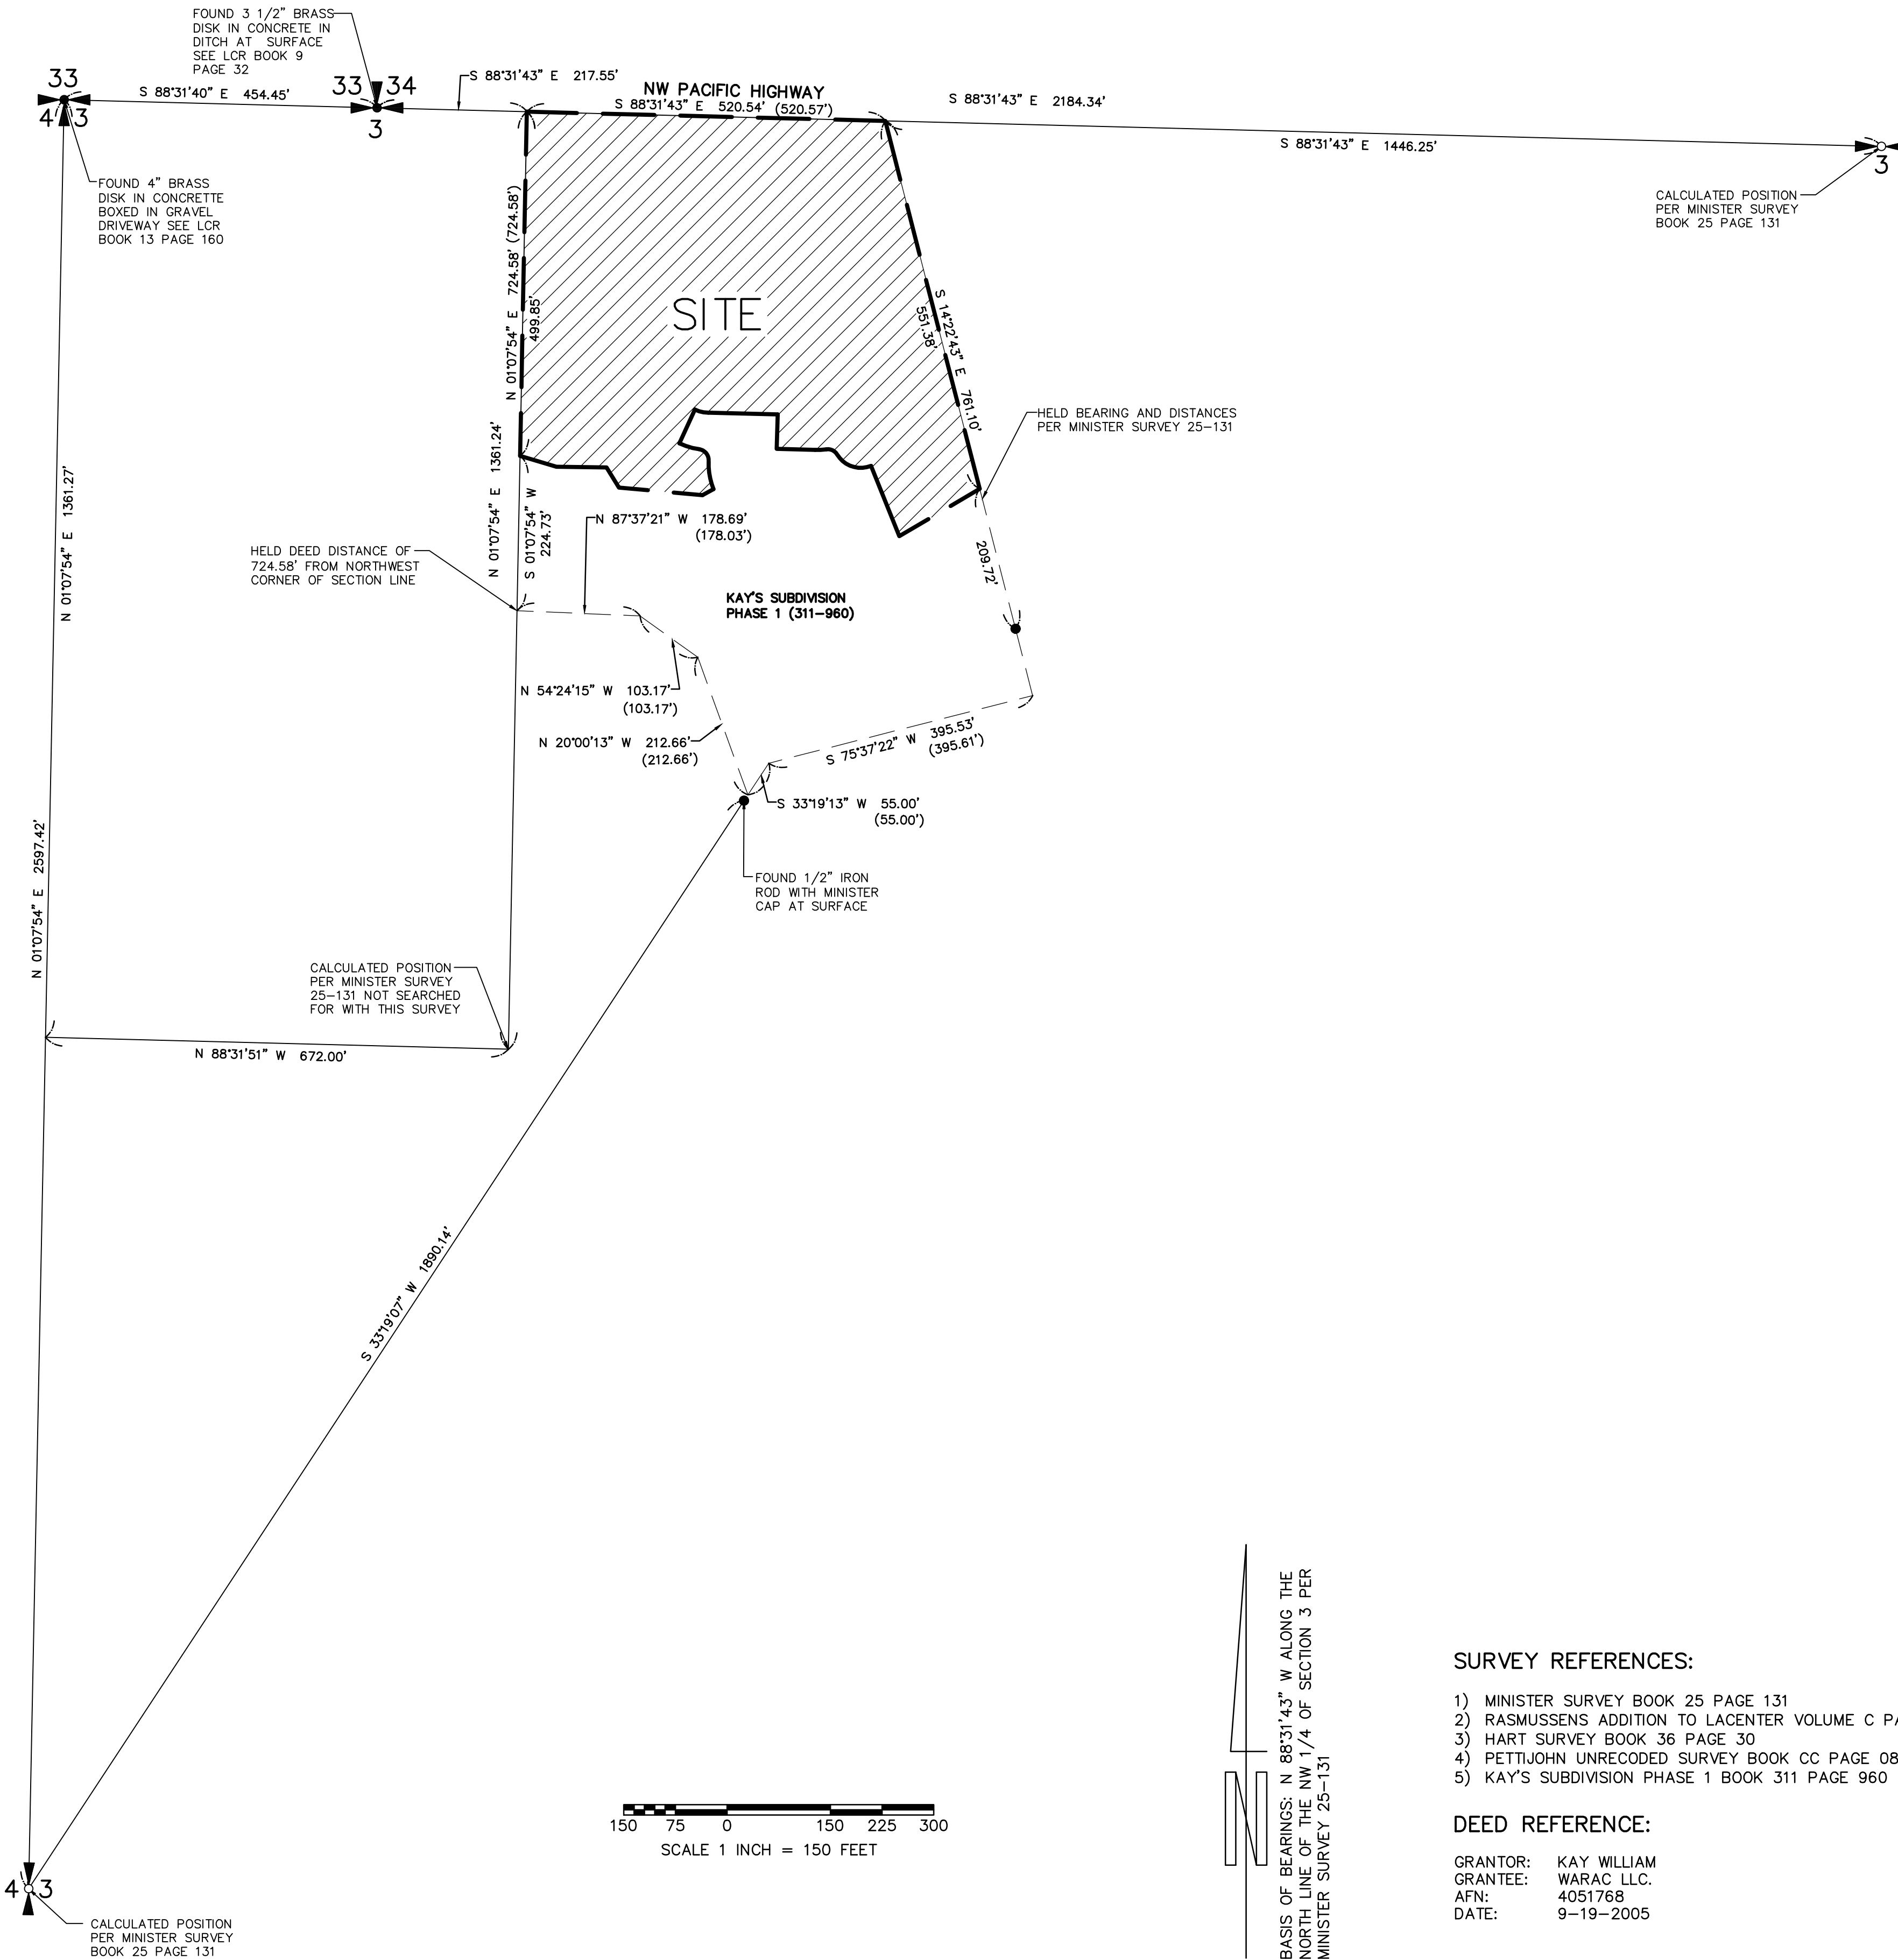 FOUND 3 1/2" BRASS
DISK IN CONCRETE IN
DITCH AT SURFACE
SEE LCR BOOK 9
PAGE 32
33
4 3
S 88°31'40" E 454.45'
33 34
3
S 88°31'43" E 217.55'
NW PACIFIC HIGHWAY
S 88°31'43" E 520.54' (520.57')
S 88°31'43" E 2184.34'
S 88°31'43" E 1446.25'
3
CALCULATED POSITION
PER MINISTER SURVEY
BOOK 25 PAGE 131
FOUND 4" BRASS
DISK IN CONCRETTE
BOXED IN GRAVEL
DRIVEWAY SEE LCR
BOOK 13 PAGE 160
N 01°07'54" E 724.58' (724.58')
499.85'
SITE
S 14°22'43" E 761.10'
551.38'
HELD BEARING AND DISTANCES
PER MINISTER SURVEY 25-131
N 01°07'54" E 1361.27'
N 01°07'54" E 1361.24'
S 01°07'54" W
224.73'
N 87°37'21" W 178.69'
(178.03')
HELD DEED DISTANCE OF
724.58' FROM NORTHWEST
CORNER OF SECTION LINE
209.72'
KAY'S SUBDIVISION
PHASE 1 (311-960)
N 54°24'15" W 103.17'
(103.17')
N 20°00'13" W 212.66'
(212.66')
S 75°37'22" W 395.53'
(395.61')
S 33°19'13" W 55.00'
(55.00')
FOUND 1/2" IRON
ROD WITH MINISTER
CAP AT SURFACE
N 01°07'54" E 2597.42'
CALCULATED POSITION
PER MINISTER SURVEY
25-131 NOT SEARCHED
FOR WITH THIS SURVEY
N 88°31'51" W 672.00'
S 33°19'07" W 1890.14'
4 3
CALCULATED POSITION
PER MINISTER SURVEY
BOOK 25 PAGE 131
150 75 0 150 225 300
SCALE 1 INCH = 150 FEET
N
BASIS OF BEARINGS: N 88°31'43" W ALONG THE
NORTH LINE OF THE NW 1/4 OF SECTION 3 PER
MINISTER SURVEY 25-131
SURVEY REFERENCES:
1) MINISTER SURVEY BOOK 25 PAGE 131
2) RASMUSSENS ADDITION TO LACENTER VOLUME C PA
3) HART SURVEY BOOK 36 PAGE 30
4) PETTIJOHN UNRECODED SURVEY BOOK CC PAGE 08
5) KAY'S SUBDIVISION PHASE 1 BOOK 311 PAGE 960
DEED REFERENCE:
GRANTOR: KAY WILLIAM
GRANTEE: WARAC LLC.
AFN: 4051768
DATE: 9-19-2005